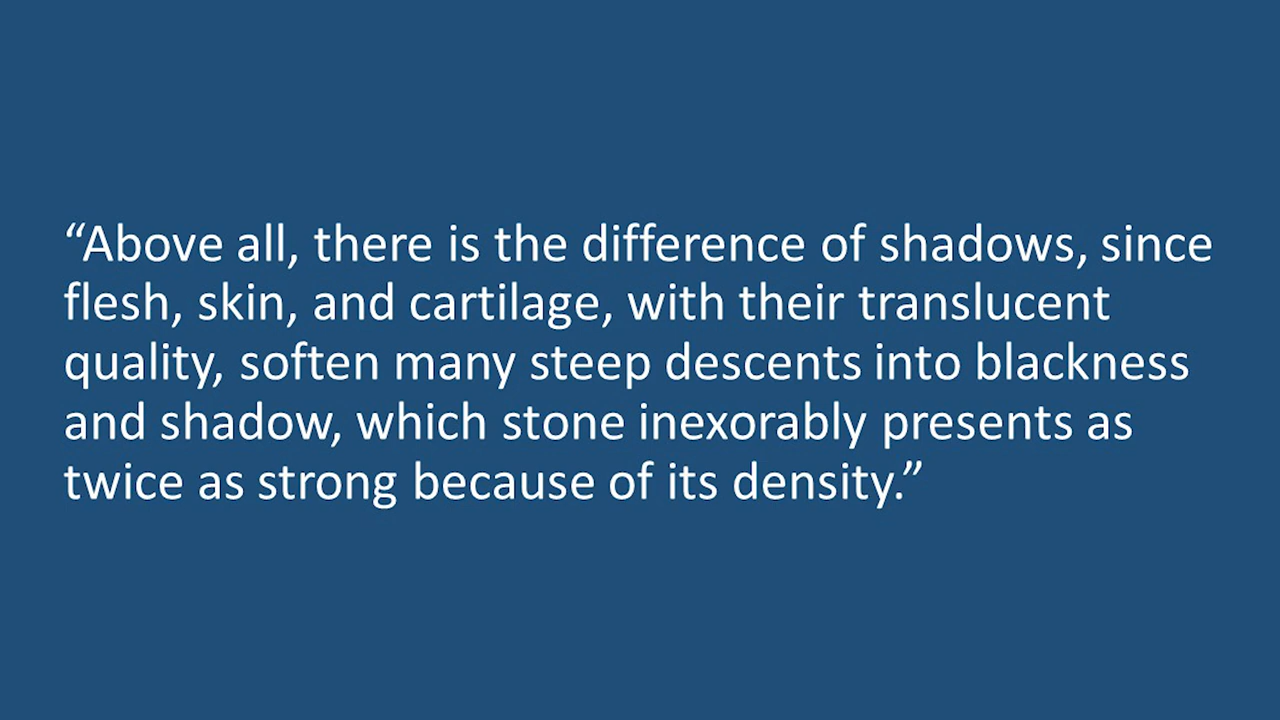 “Above all, there is the difference of shadows, since
flesh, skin, and cartilage, with their translucent
quality, soften many steep descents into blackness
and shadow, which stone inexorably presents as
twice as strong because of its density.”